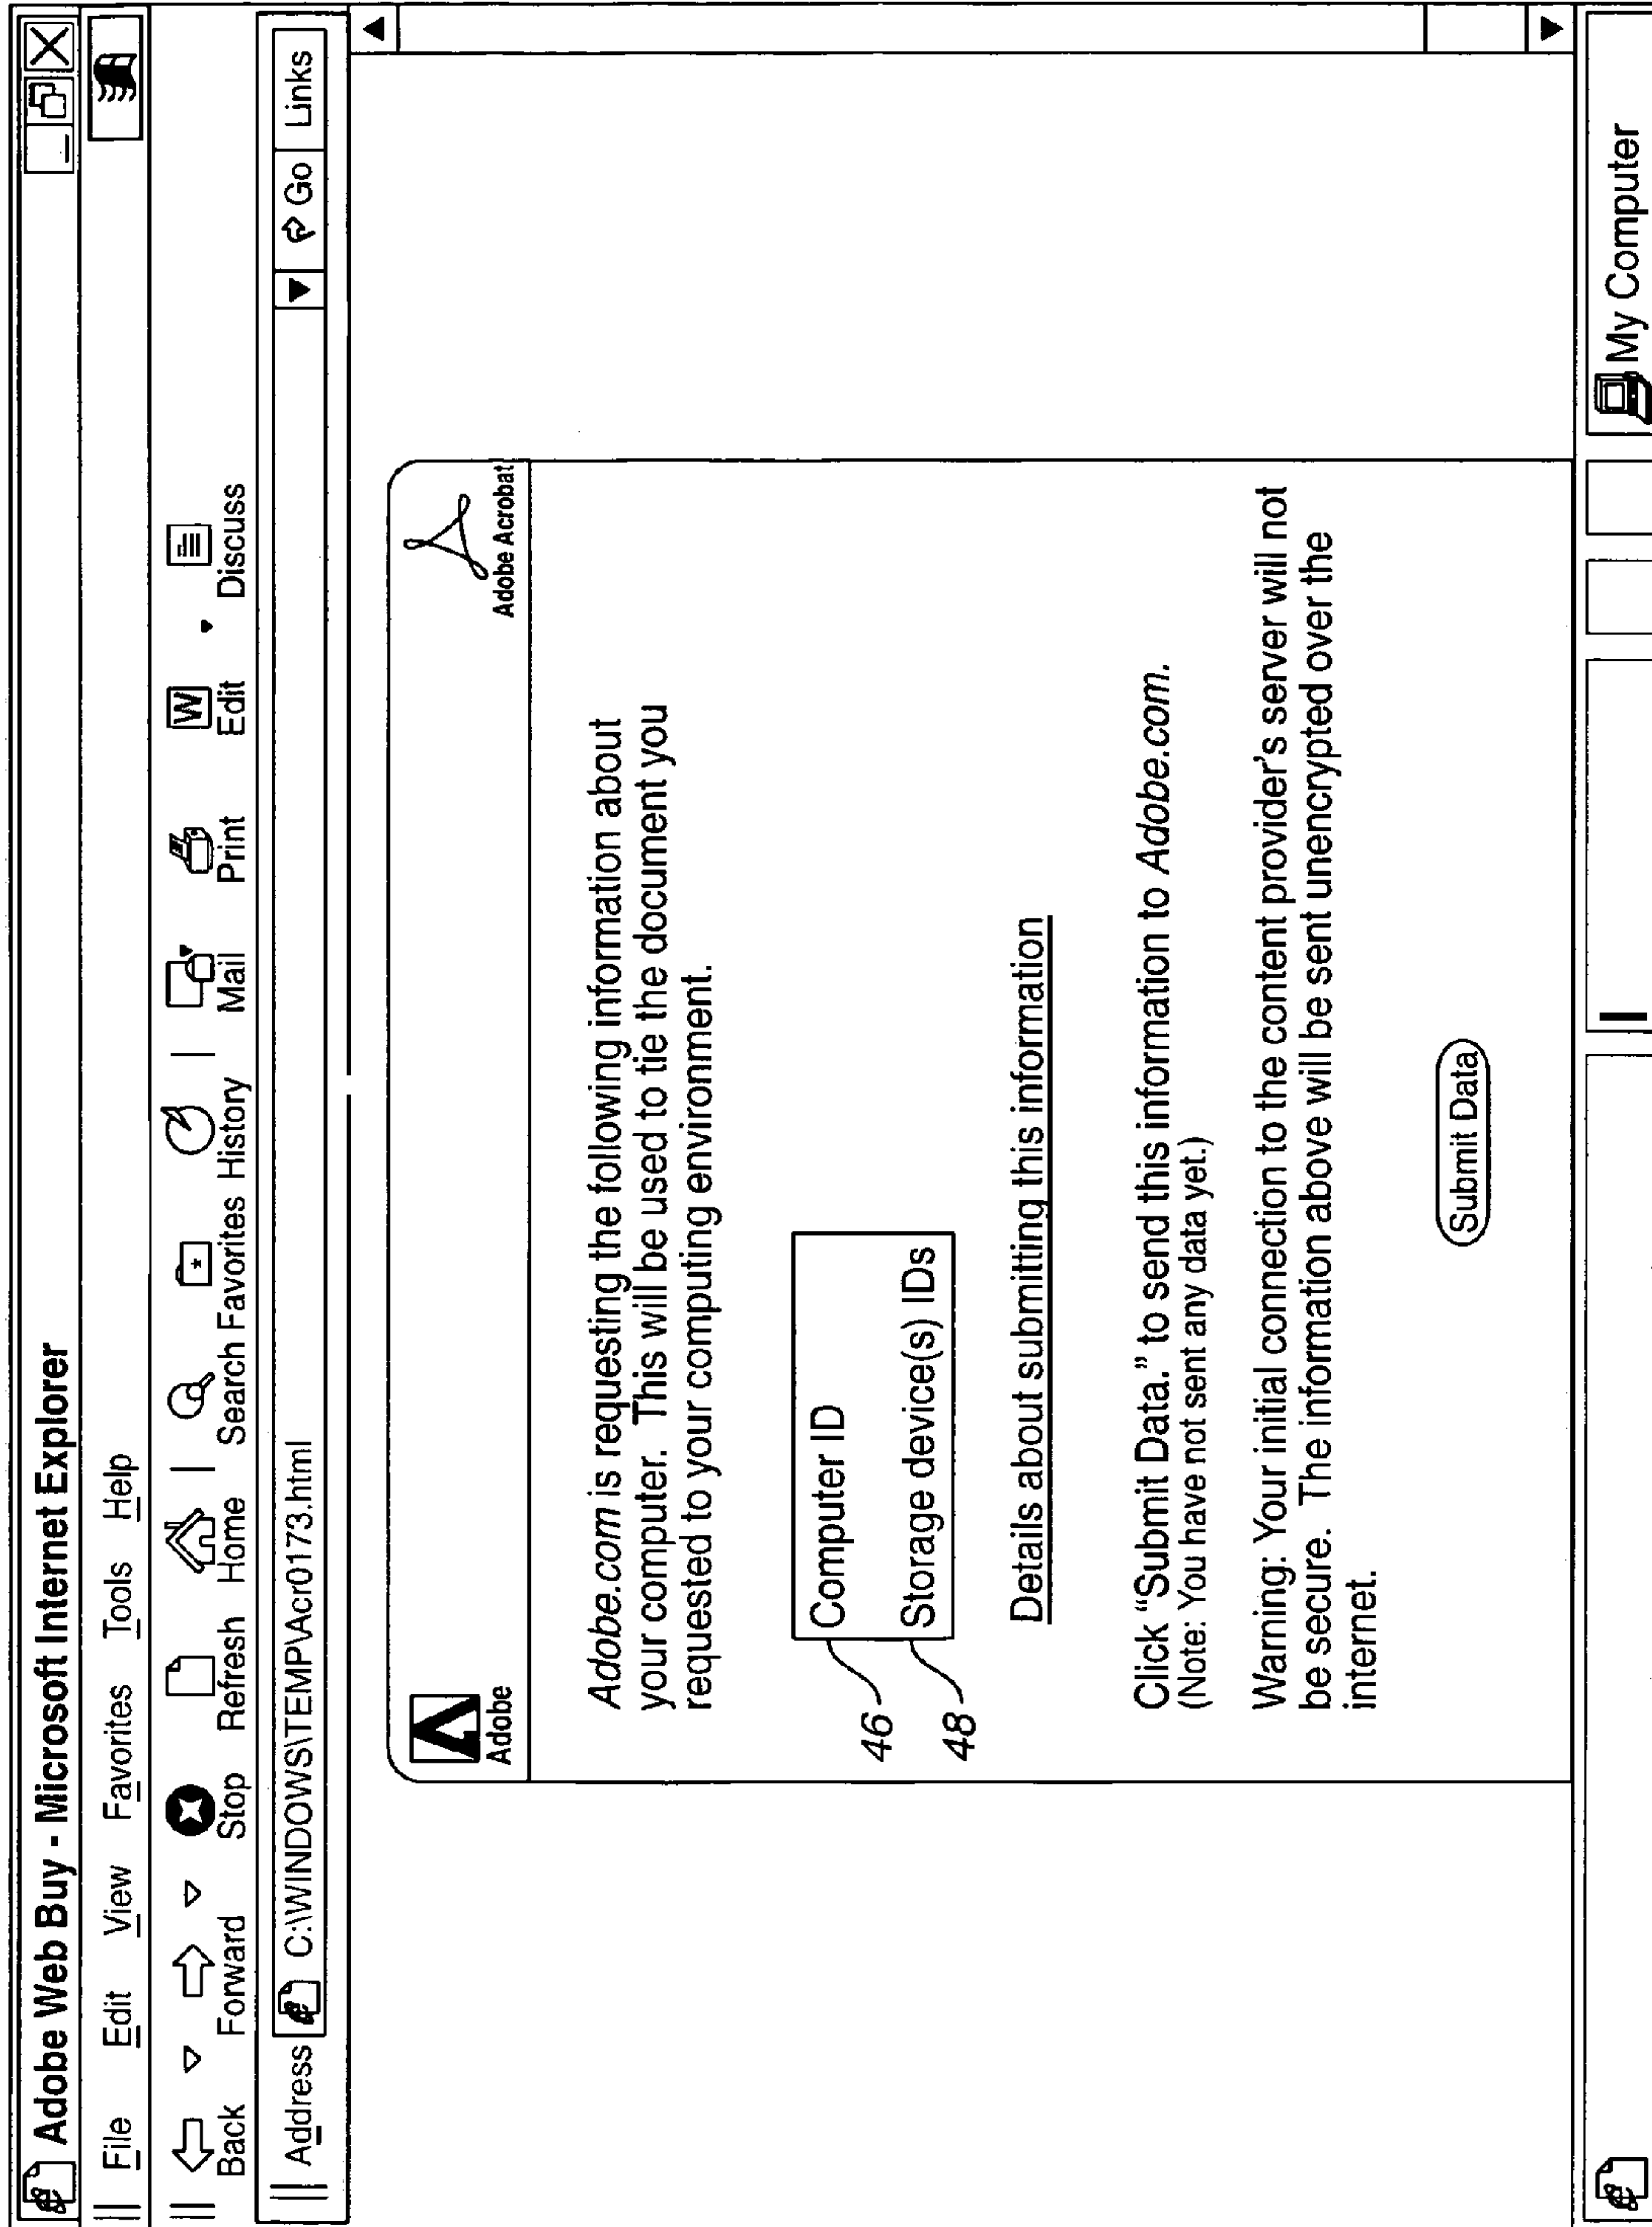 Adobe Web Buy - Microsoft Internet Explorer
File Edit View Favorites Tools Help
Back Forward Stop Refresh Home Search Favorites History Mail Print Edit Discuss
Address C:\WINDOWS\TEMP\Acr0173.html Go Links
Adobe
Adobe Acrobat
Adobe.com is requesting the following information about
your computer. This will be used to tie the document you
requested to your computing environment.
46 Computer ID
48 Storage device(s) IDs
Details about submitting this information
Click “Submit Data.” to send this information to Adobe.com.
(Note: You have not sent any data yet.)
Warning: Your initial connection to the content provider's server will not
be secure. The information above will be sent unencrypted over the
internet.
Submit Data
My Computer